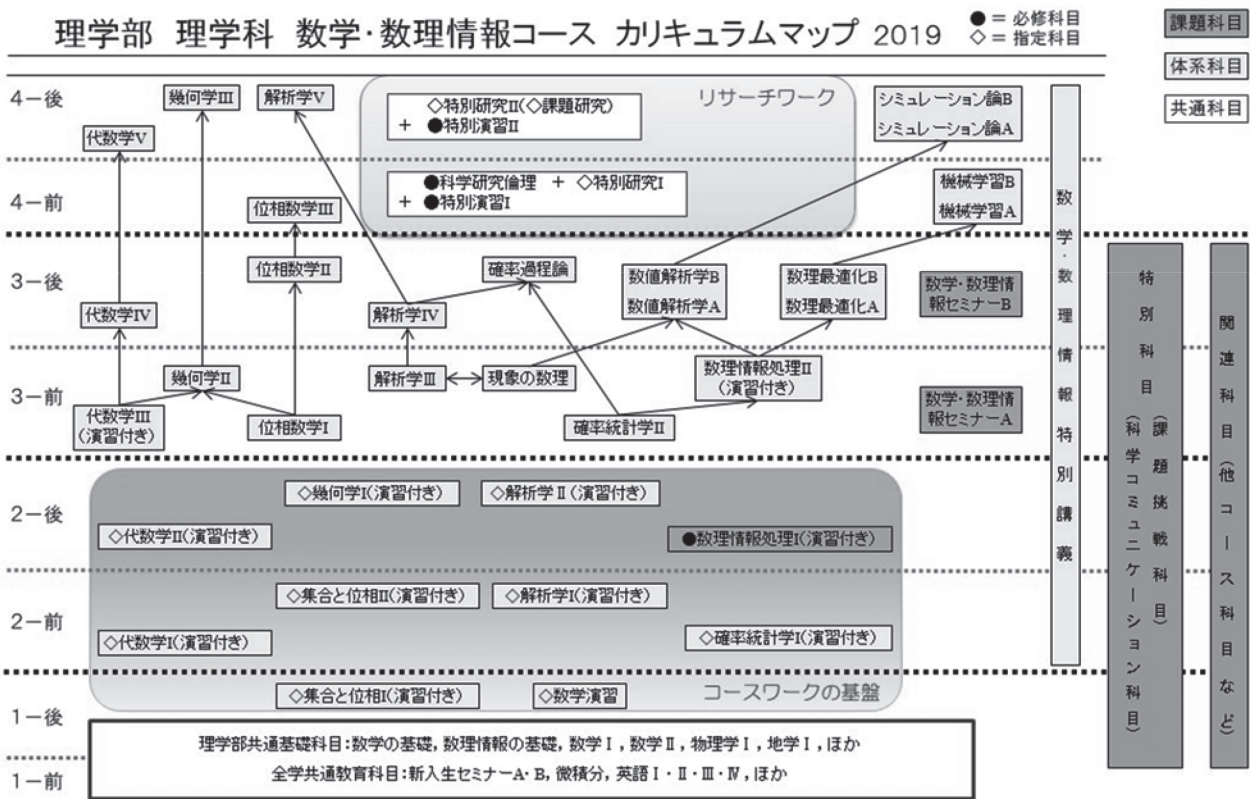 理学部 理学科 数学・数理情報コース カリキュラムマップ 2019
●= 必修科目
◇= 指定科目
課題科目
体系科目
共通科目
4-後
幾何学III
解析学V
代数学V
◇特別研究II(◇課題研究)
+ ●特別演習II
リサーチワーク
シミュレーション論B
シミュレーション論A
4-前
位相数学III
●科学研究倫理 + ◇特別研究I
+ ●特別演習I
機械学習B
機械学習A
3-後
代数学IV
位相数学II
解析学IV
確率過程論
数値解析学B
数値解析学A
数理最適化B
数理最適化A
数学・数理情
報セミナーB
3-前
代数学III
(演習付き)
幾何学II
位相数学I
解析学III
現象の数理
確率統計学II
数理情報処理II
(演習付き)
数学・数理情
報セミナーA
2-後
◇幾何学I(演習付き)
◇解析学II(演習付き)
◇代数学II(演習付き)
●数理情報処理I(演習付き)
2-前
◇集合と位相II(演習付き)
◇解析学I(演習付き)
◇代数学I(演習付き)
◇確率統計学I(演習付き)
1-後
◇集合と位相I(演習付き)
◇数学演習
コースワークの基盤
理学部共通基礎科目:数学の基礎, 数理情報の基礎, 数学I, 数学II, 物理学I, 地学I, ほか
1-前
全学共通教育科目:新入生セミナーA・B, 微積分, 英語I・II・III・IV, ほか
数学・数理情報特別講義
特別科目(課題挑戦科目)
(科学コミュニケーション科目)
関連科目(他コース科目など)